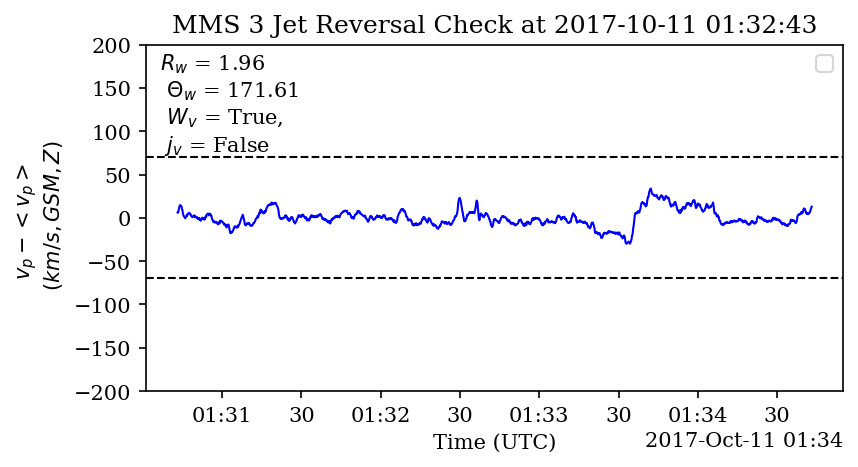 MMS 3 Jet Reversal Check at 2017-10-11 01:32:43
200
150
100
50
0
−50
−100
−150
−200
v_p − < v_p >
(km/s, GSM, Z)
R_w = 1.96
Θ_w = 171.61
W_v = True,
j_v = False
01:31 30 01:32 30 01:33 30 01:34 30
Time (UTC)
2017-Oct-11 01:34